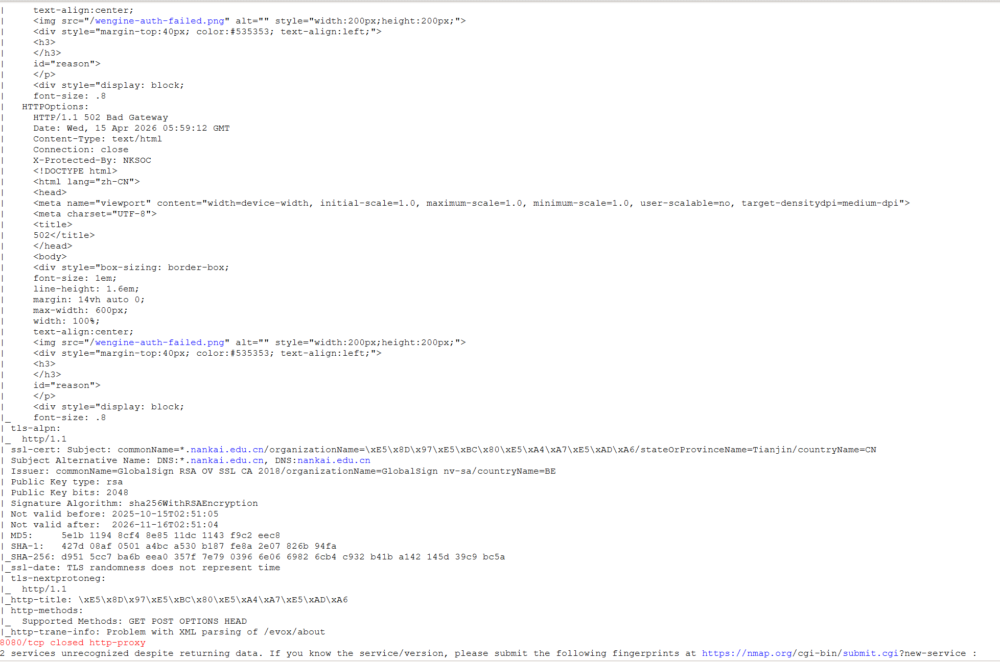 |     text-align:center;
|     <img src="/wengine-auth-failed.png" alt="" style="width:200px;height:200px;">
|     <div style="margin-top:40px; color:#535353; text-align:left;">
|     <h3>
|     </h3>
|     id="reason">
|     </p>
|     <div style="display: block;
|     font-size: .8
|   HTTPOptions:
|     HTTP/1.1 502 Bad Gateway
|     Date: Wed, 15 Apr 2026 05:59:12 GMT
|     Content-Type: text/html
|     Connection: close
|     X-Protected-By: NKSOC
|     <!DOCTYPE html>
|     <html lang="zh-CN">
|     <head>
|     <meta name="viewport" content="width=device-width, initial-scale=1.0, maximum-scale=1.0, minimum-scale=1.0, user-scalable=no, target-densitydpi=medium-dpi">
|     <meta charset="UTF-8">
|     <title>
|     502</title>
|     </head>
|     <body>
|     <div style="box-sizing: border-box;
|     font-size: 1em;
|     line-height: 1.6em;
|     margin: 14vh auto 0;
|     max-width: 600px;
|     width: 100%;
|     text-align:center;
|     <img src="/wengine-auth-failed.png" alt="" style="width:200px;height:200px;">
|     <div style="margin-top:40px; color:#535353; text-align:left;">
|     <h3>
|     </h3>
|     id="reason">
|     </p>
|     <div style="display: block;
|_    font-size: .8
| tls-alpn:
|_  http/1.1
| ssl-cert: Subject: commonName=*.nankai.edu.cn/organizationName=\xE5\x8D\x97\xE5\xBC\x80\xE5\xA4\xA7\xE5\xAD\xA6/stateOrProvinceName=Tianjin/countryName=CN
| Subject Alternative Name: DNS:*.nankai.edu.cn, DNS:nankai.edu.cn
| Issuer: commonName=GlobalSign RSA OV SSL CA 2018/organizationName=GlobalSign nv-sa/countryName=BE
| Public Key type: rsa
| Public Key bits: 2048
| Signature Algorithm: sha256WithRSAEncryption
| Not valid before: 2025-10-15T02:51:05
| Not valid after:  2026-11-16T02:51:04
| MD5:     5e1b 1194 8cf4 8e85 11dc 1143 f9c2 eec8
| SHA-1:   427d 08af 0501 a4bc a530 b187 fe8a 2e07 826b 94fa
|_SHA-256: d951 5cc7 ba6b eea0 357f 7e79 0396 6e06 6982 6cb4 c932 b41b a142 145d 39c9 bc5a
|_ssl-date: TLS randomness does not represent time
| tls-nextprotoneg:
|_  http/1.1
|_http-title: \xE5\x8D\x97\xE5\xBC\x80\xE5\xA4\xA7\xE5\xAD\xA6
| http-methods:
|_  Supported Methods: GET POST OPTIONS HEAD
|_http-trane-info: Problem with XML parsing of /evox/about
8080/tcp closed http-proxy
2 services unrecognized despite returning data. If you know the service/version, please submit the following fingerprints at https://nmap.org/cgi-bin/submit.cgi?new-service :